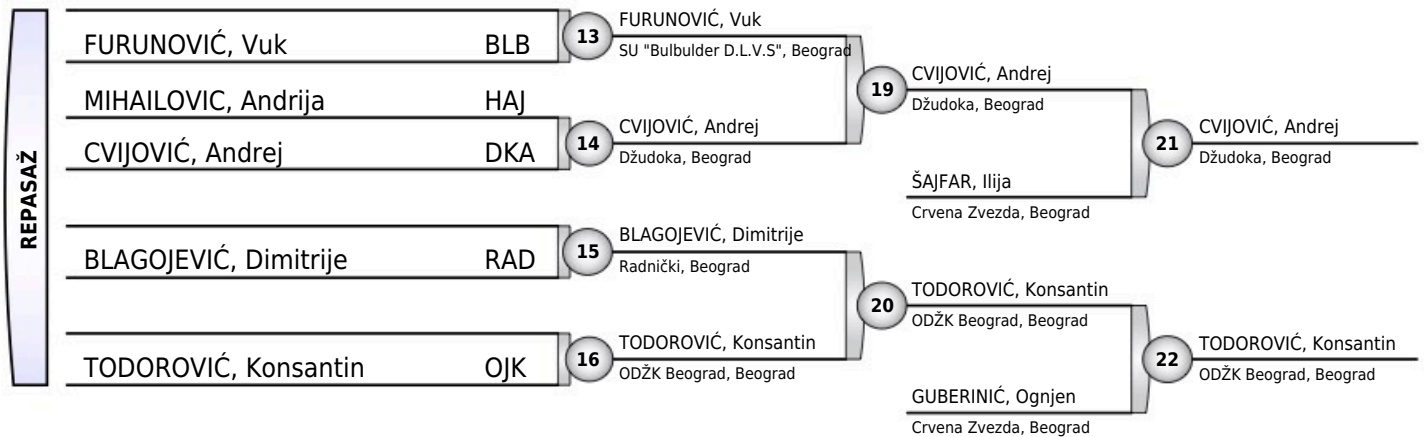 REPASAŽ
FURUNOVIĆ, Vuk BLB
MIHAILOVIC, Andrija HAJ
CVIJOVIĆ, Andrej DKA
BLAGOJEVIĆ, Dimitrije RAD
TODOROVIĆ, Konsantin OJK
13
FURUNOVIĆ, Vuk
SU "Bulbulder D.L.V.S", Beograd
14
CVIJOVIĆ, Andrej
Džudoka, Beograd
15
BLAGOJEVIĆ, Dimitrije
Radnički, Beograd
16
TODOROVIĆ, Konsantin
ODŽK Beograd, Beograd
19
CVIJOVIĆ, Andrej
Džudoka, Beograd
ŠAJFAR, Ilija
Crvena Zvezda, Beograd
20
TODOROVIĆ, Konsantin
ODŽK Beograd, Beograd
GUBERINIĆ, Ognjen
Crvena Zvezda, Beograd
21
CVIJOVIĆ, Andrej
Džudoka, Beograd
22
TODOROVIĆ, Konsantin
ODŽK Beograd, Beograd